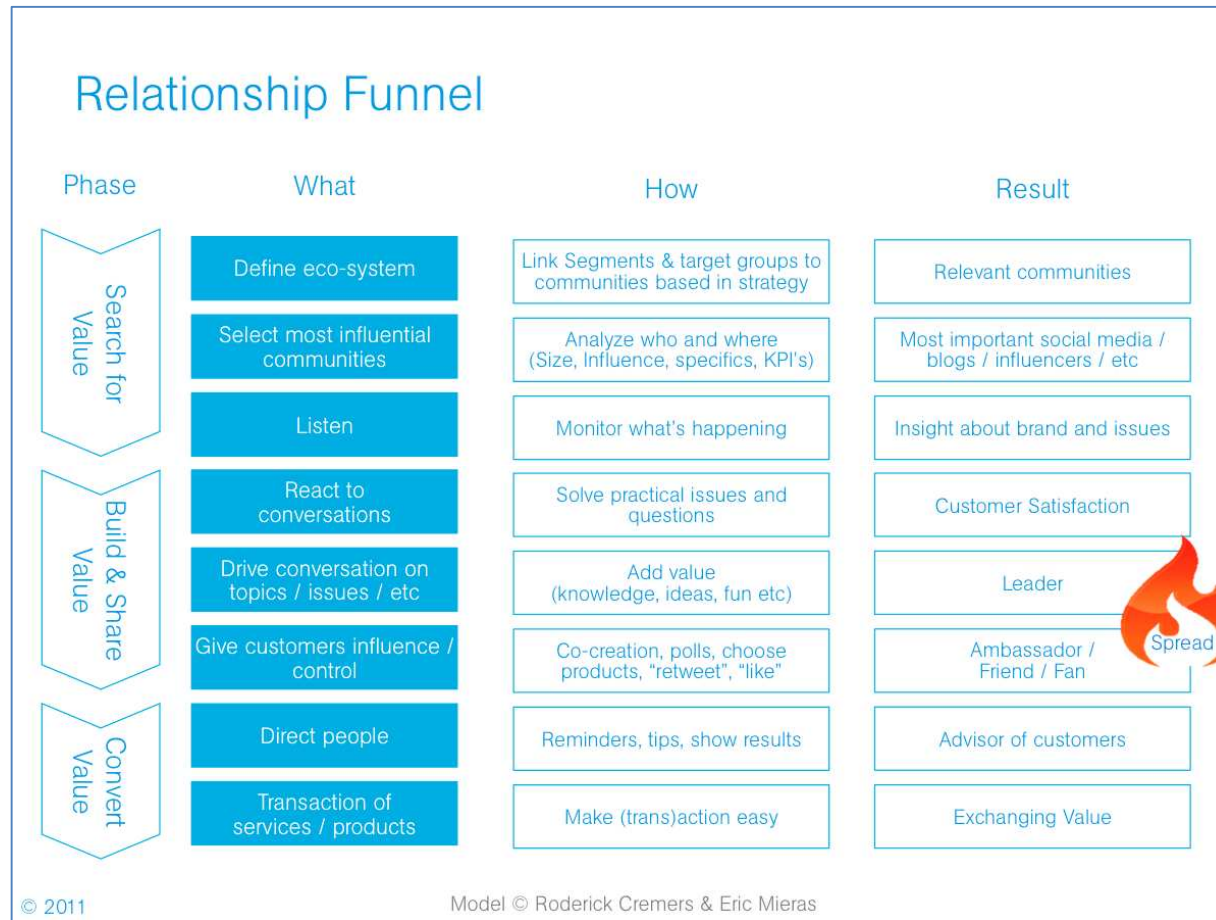 Relationship Funnel
Phase
What
How
Result
Search for
Value
Define eco-system
Link Segments & target groups to
communities based in strategy
Relevant communities
Select most influential
communities
Analyze who and where
(Size, Influence, specifics, KPI's)
Most important social media /
blogs / influencers / etc
Listen
Monitor what's happening
Insight about brand and issues
Build & Share
Value
React to
conversations
Solve practical issues and
questions
Customer Satisfaction
Drive conversation on
topics / issues / etc
Add value
(knowledge, ideas, fun etc)
Leader
Give customers influence /
control
Co-creation, polls, choose
products, “retweet”, “like”
Ambassador /
Friend / Fan
Spread
Convert
Value
Direct people
Reminders, tips, show results
Advisor of customers
Transaction of
services / products
Make (trans)action easy
Exchanging Value
© 2011
Model © Roderick Cremers & Eric Mieras